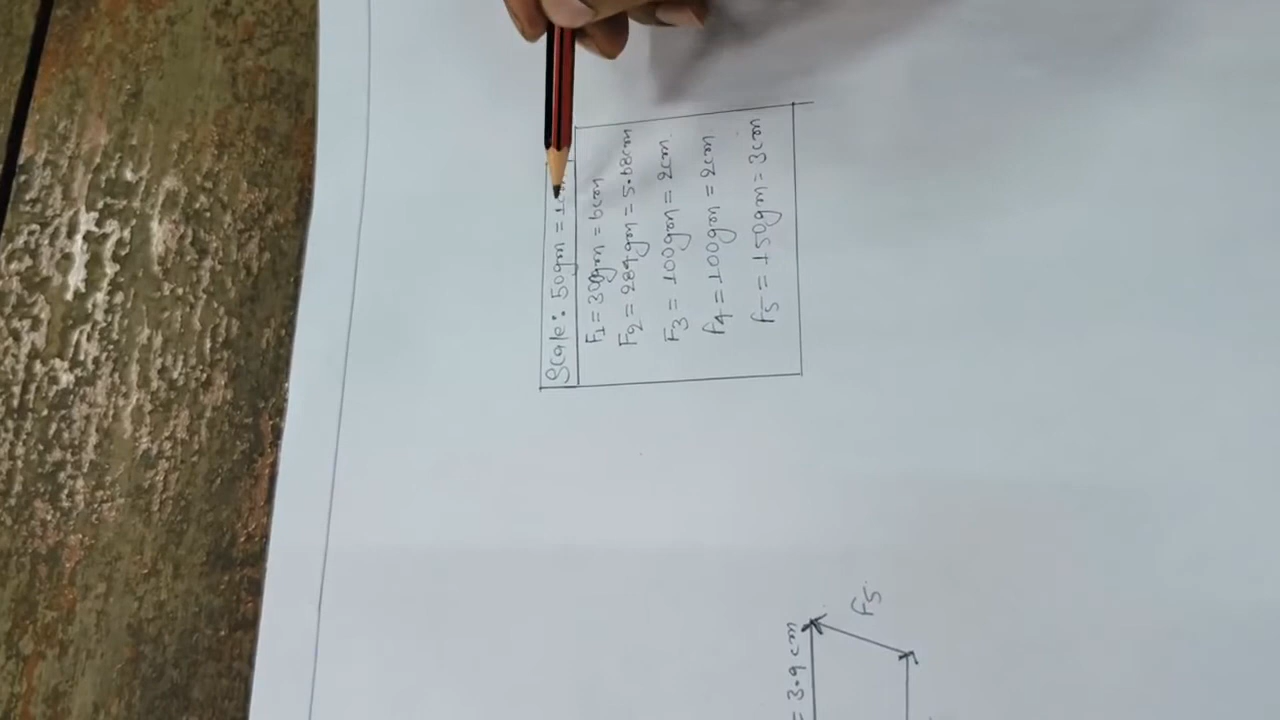 Scale: 50gm = 1cm
F1 = 300gm = 6cm
F2 = 284gm = 5.68cm
F3 = 100gm = 2cm
F4 = 100gm = 2cm
F5 = 150gm = 3cm
= 3.9 cm
F5